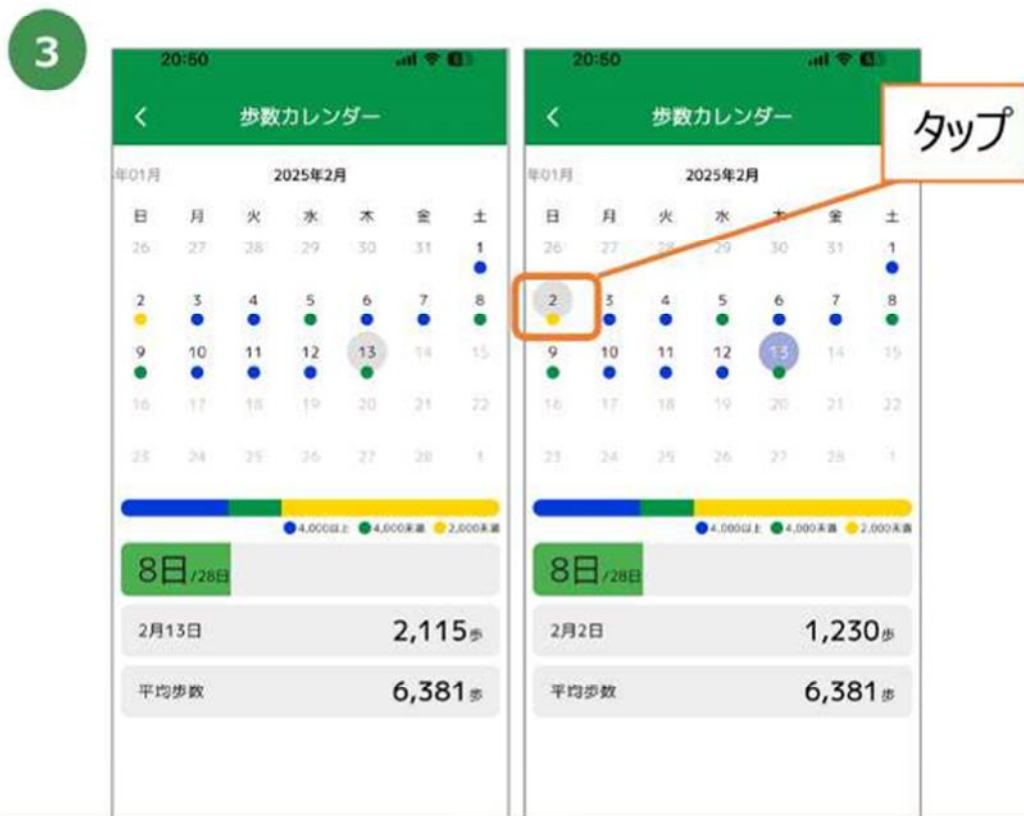 3
20:50
歩数カレンダー
年01月 2025年2月
日 月 火 水 木 金 土
26 27 28 29 30 31 1
2 3 4 5 6 7 8
9 10 11 12 13 14 15
16 17 18 19 20 21 22
23 24 25 26 27 28 1
4,000以上 4,000未満 2,000未満
8日/28日
2月13日 2,115歩
平均歩数 6,381歩
20:50
歩数カレンダー
タップ
年01月 2025年2月
日 月 火 水 木 金 土
26 27 28 29 30 31 1
2 3 4 5 6 7 8
9 10 11 12 13 14 15
16 17 18 19 20 21 22
23 24 25 26 27 28 1
4,000以上 4,000未満 2,000未満
8日/28日
2月2日 1,230歩
平均歩数 6,381歩